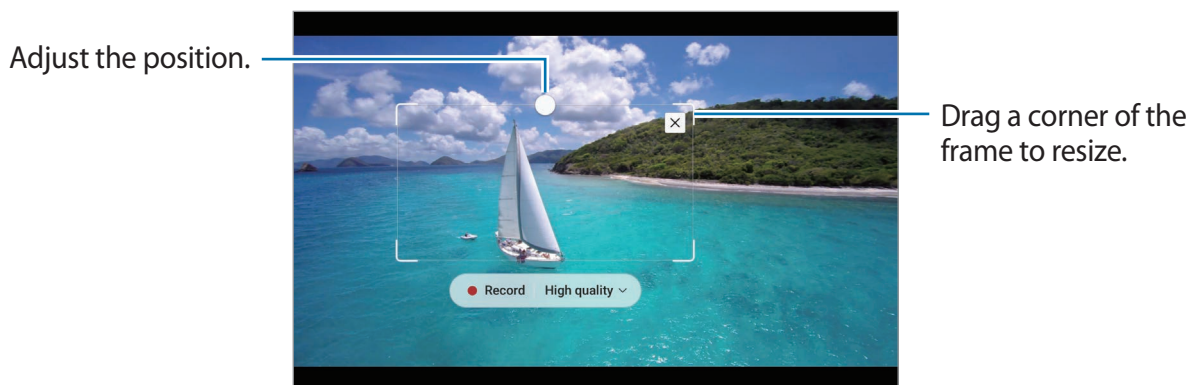 Adjust the position.
Drag a corner of the
frame to resize.
Record High quality